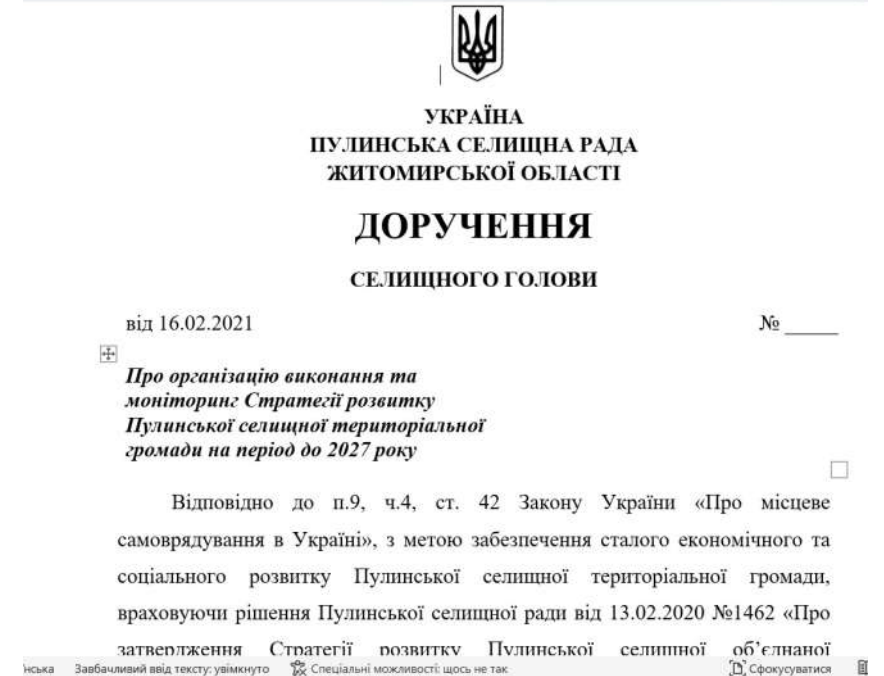 УКРАЇНА
ПУЛИНСЬКА СЕЛИЩНА РАДА
ЖИТОМИРСЬКОЇ ОБЛАСТІ
ДОРУЧЕННЯ
СЕЛИЩНОГО ГОЛОВИ
від 16.02.2021 № _____
Про організацію виконання та
моніторинг Стратегії розвитку
Пулинської селищної територіальної
громади на період до 2027 року
Відповідно до п.9, ч.4, ст. 42 Закону України «Про місцеве
самоврядування в Україні», з метою забезпечення сталого економічного та
соціального розвитку Пулинської селищної територіальної громади,
враховуючи рішення Пулинської селищної ради від 13.02.2020 №1462 «Про
затвердження Стратегії розвитку Пулинської селищної об’єднаної
Завбачливий ввід тексту: увімкнуто Спеціальні можливості: щось не так Сфокусуватися